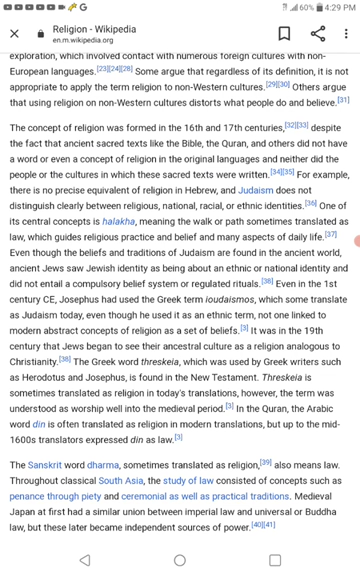 60% 4:29 PM
Religion - Wikipedia
en.m.wikipedia.org
exploration, which involved contact with numerous foreign cultures with non-
European languages.[23][24][28] Some argue that regardless of its definition, it is not
appropriate to apply the term religion to non-Western cultures.[29][30] Others argue
that using religion on non-Western cultures distorts what people do and believe.[31]
The concept of religion was formed in the 16th and 17th centuries,[32][33] despite
the fact that ancient sacred texts like the Bible, the Quran, and others did not have
a word or even a concept of religion in the original languages and neither did the
people or the cultures in which these sacred texts were written.[34][35] For example,
there is no precise equivalent of religion in Hebrew, and Judaism does not
distinguish clearly between religious, national, racial, or ethnic identities.[36] One of
its central concepts is halakha, meaning the walk or path sometimes translated as
law, which guides religious practice and belief and many aspects of daily life.[37]
Even though the beliefs and traditions of Judaism are found in the ancient world,
ancient Jews saw Jewish identity as being about an ethnic or national identity and
did not entail a compulsory belief system or regulated rituals.[38] Even in the 1st
century CE, Josephus had used the Greek term ioudaismos, which some translate
as Judaism today, even though he used it as an ethnic term, not one linked to
modern abstract concepts of religion as a set of beliefs.[3] It was in the 19th
century that Jews began to see their ancestral culture as a religion analogous to
Christianity.[38] The Greek word threskeia, which was used by Greek writers such
as Herodotus and Josephus, is found in the New Testament. Threskeia is
sometimes translated as religion in today's translations, however, the term was
understood as worship well into the medieval period.[3] In the Quran, the Arabic
word din is often translated as religion in modern translations, but up to the mid-
1600s translators expressed din as law.[3]
The Sanskrit word dharma, sometimes translated as religion,[39] also means law.
Throughout classical South Asia, the study of law consisted of concepts such as
penance through piety and ceremonial as well as practical traditions. Medieval
Japan at first had a similar union between imperial law and universal or Buddha
law, but these later became independent sources of power.[40][41]